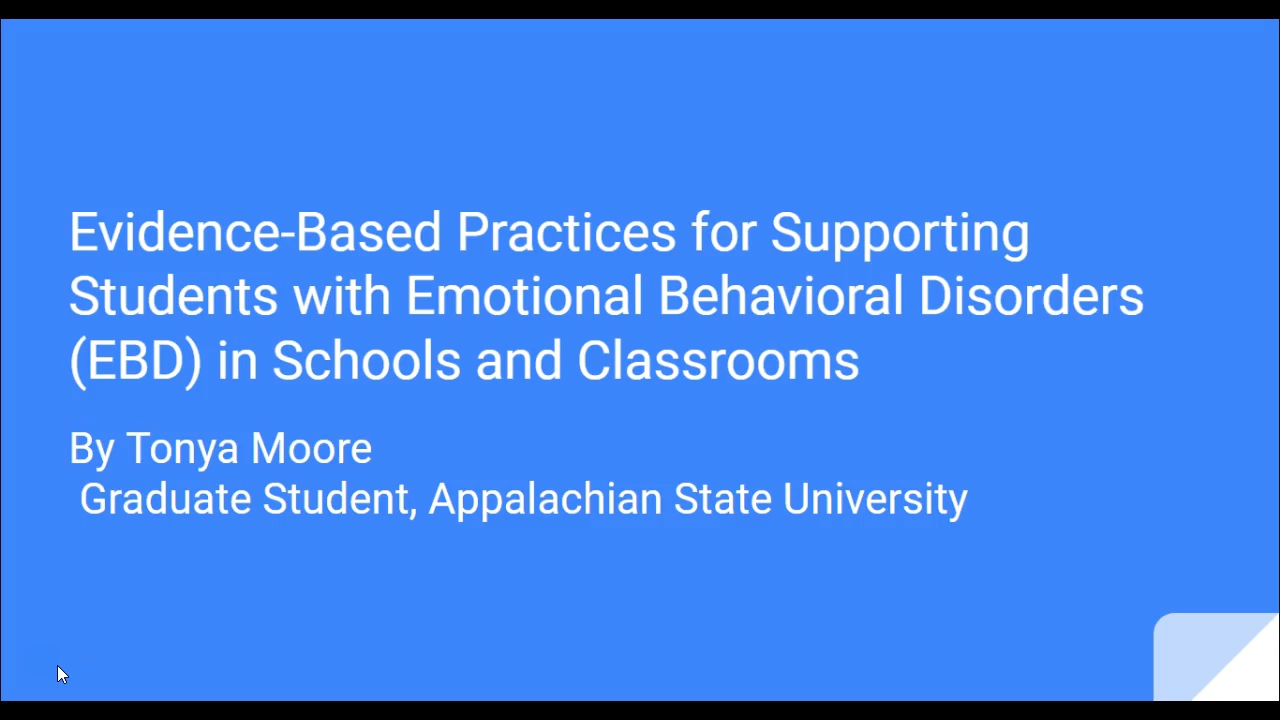 Evidence-Based Practices for Supporting
Students with Emotional Behavioral Disorders
(EBD) in Schools and Classrooms
By Tonya Moore
Graduate Student, Appalachian State University